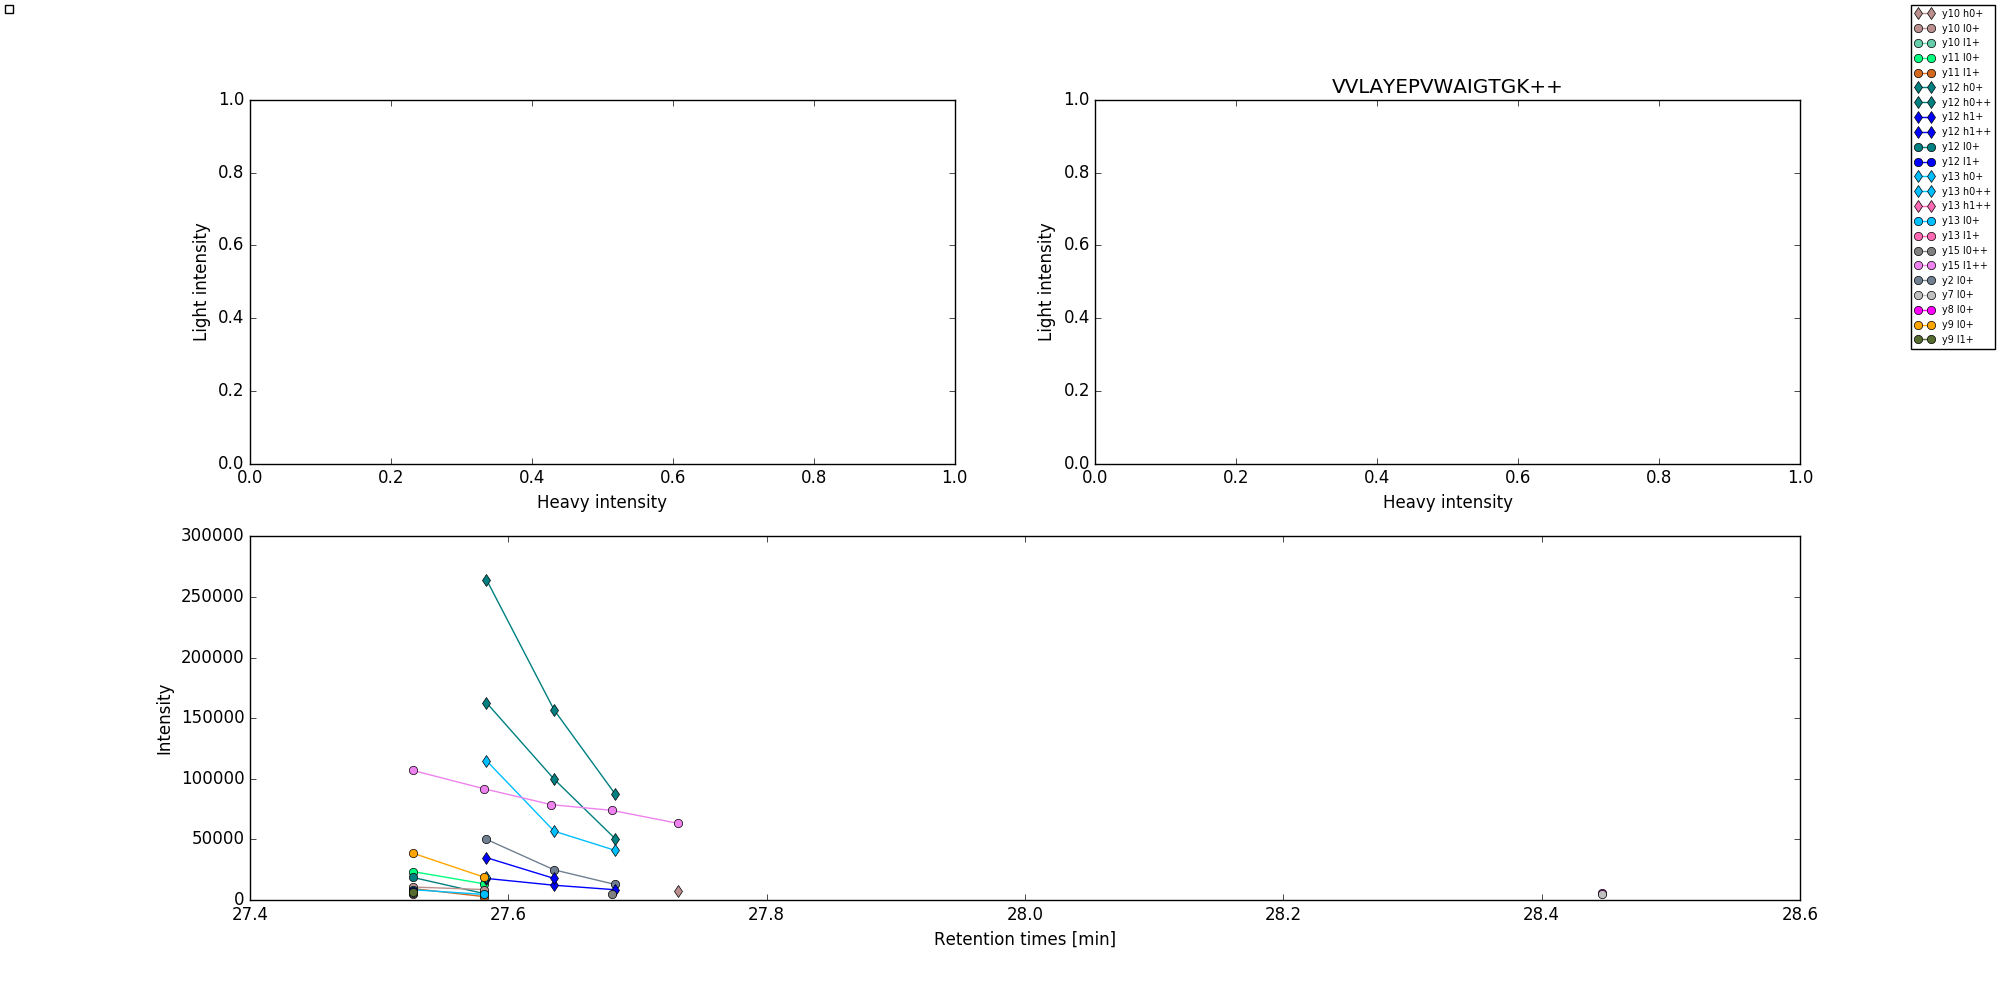 VVLAYEPVWAIGTGK++
1.0
0.8
0.6
0.4
0.2
0.0
Light intensity
0.0 0.2 0.4 0.6 0.8 1.0
Heavy intensity
1.0
0.8
0.6
0.4
0.2
0.0
Light intensity
0.0 0.2 0.4 0.6 0.8 1.0
Heavy intensity
y10 h0+
y10 l0+
y10 l1+
y11 l0+
y11 l1+
y12 h0+
y12 h0++
y12 h1+
y12 h1++
y12 l0+
y12 l1+
y13 h0+
y13 h0++
y13 h1++
y13 l0+
y13 l1+
y15 l0++
y15 l1++
y2 l0+
y7 l0+
y8 l0+
y9 l0+
y9 l1+
300000
250000
200000
150000
100000
50000
0
Intensity
27.4 27.6 27.8 28.0 28.2 28.4 28.6
Retention times [min]